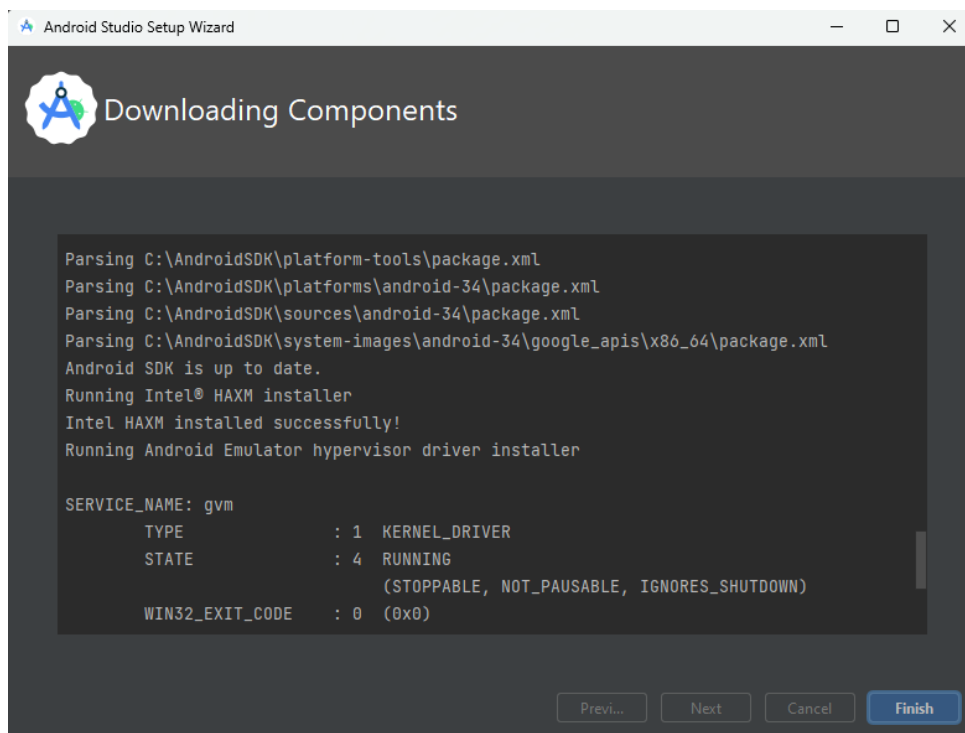 Android Studio Setup Wizard
Downloading Components
Parsing C:\AndroidSDK\platform-tools\package.xml
Parsing C:\AndroidSDK\platforms\android-34\package.xml
Parsing C:\AndroidSDK\sources\android-34\package.xml
Parsing C:\AndroidSDK\system-images\android-34\google_apis\x86_64\package.xml
Android SDK is up to date.
Running Intel® HAXM installer
Intel HAXM installed successfully!
Running Android Emulator hypervisor driver installer
SERVICE_NAME: gvm
TYPE : 1 KERNEL_DRIVER
STATE : 4 RUNNING
(STOPPABLE, NOT_PAUSABLE, IGNORES_SHUTDOWN)
WIN32_EXIT_CODE : 0 (0x0)
Previ... Next Cancel Finish